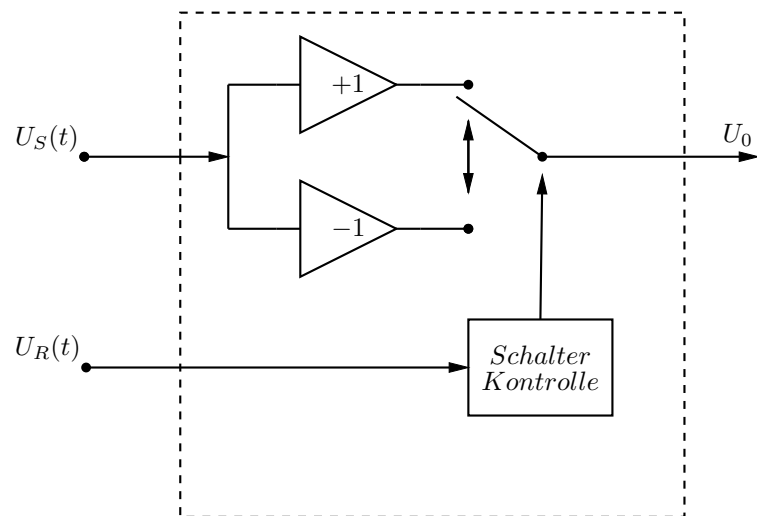 +1
U_S(t)
U_0
−1
U_R(t)
Schalter
Kontrolle